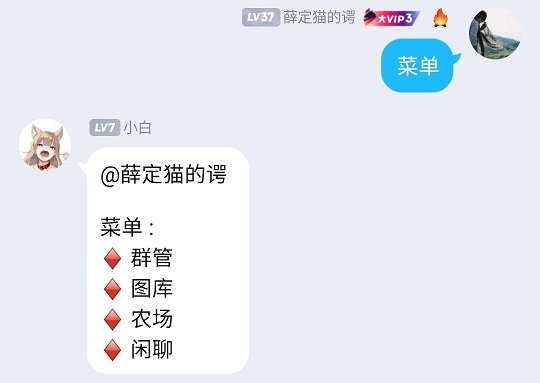 LV37 薛定猫的谔 大VIP3
菜单
LV7 小白
@薛定猫的谔
菜单：
群管
图库
农场
闲聊